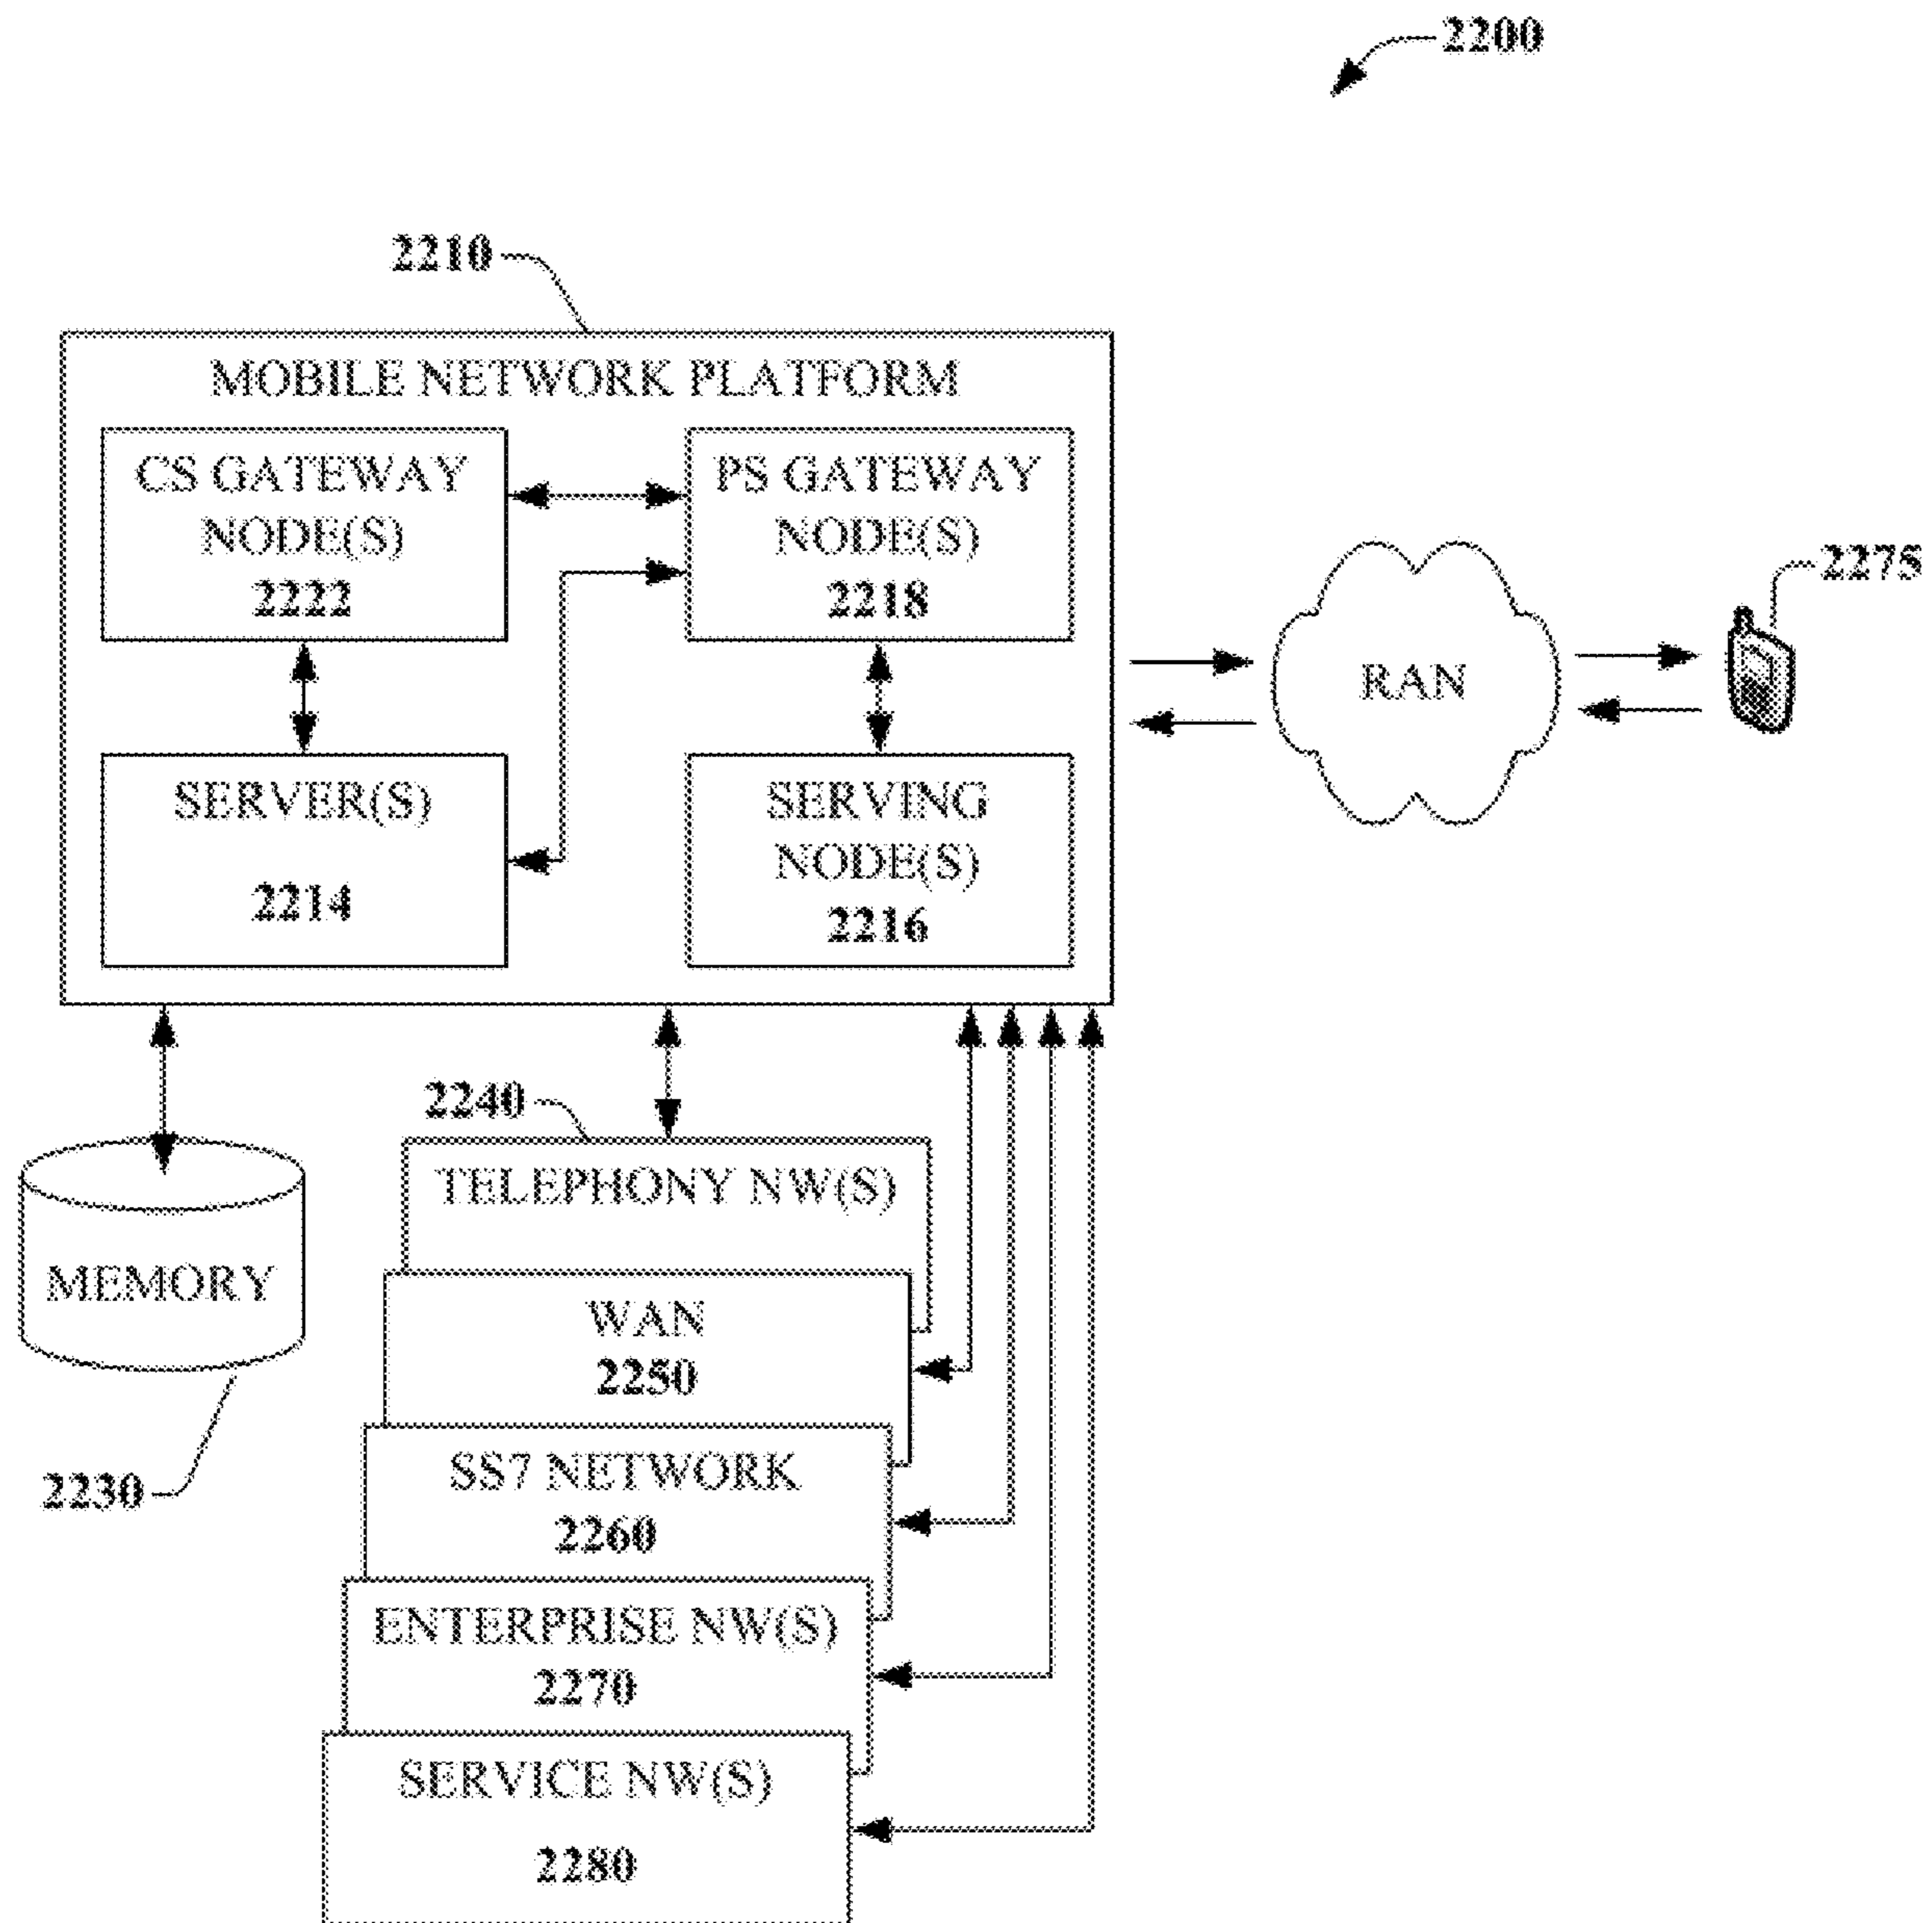 2200
2210
MOBILE NETWORK PLATFORM
CS GATEWAY
NODE(S)
2222
PS GATEWAY
NODE(S)
2218
SERVER(S)
2214
SERVING
NODE(S)
2216
RAN
2275
2240
TELEPHONY NW(S)
MEMORY
2230
WAN
2250
SS7 NETWORK
2260
ENTERPRISE NW(S)
2270
SERVICE NW(S)
2280